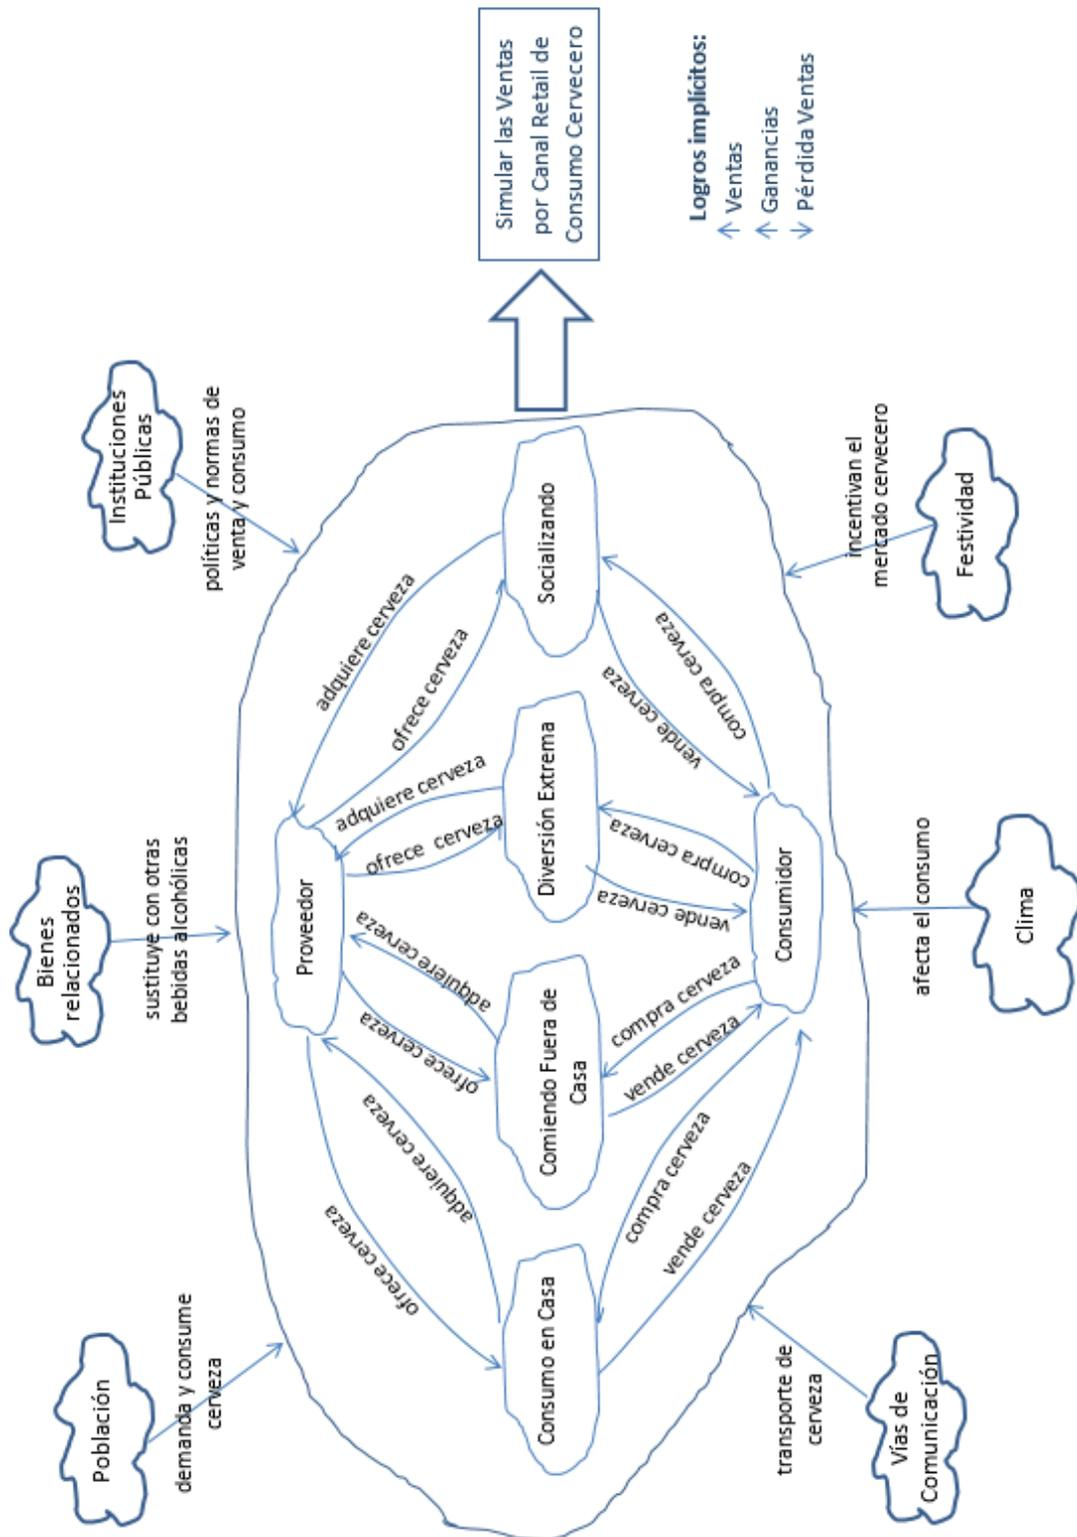 Población
demanda y consume
cerveza
Bienes
relacionados
sustituye con otras
bebidas alcohólicas
Instituciones
Públicas
políticas y normas de
venta y consumo
Proveedor
ofrece cerveza
adquiere cerveza
ofrece cerveza
adquiere cerveza
ofrece cerveza
adquiere cerveza
ofrece cerveza
adquiere cerveza
Consumo en Casa
Comiendo Fuera de
Casa
Diversión Extrema
Socializando
compra cerveza
vende cerveza
compra cerveza
vende cerveza
vende cerveza
compra cerveza
vende cerveza
compra cerveza
Consumidor
Vías de
Comunicación
transporte de
cerveza
Clima
afecta el consumo
Festividad
incentivan el
mercado cervecero
Simular las Ventas
por Canal Retail de
Consumo Cervecero
Logros implícitos:
↑ Ventas
↑ Ganancias
↓ Pérdida Ventas